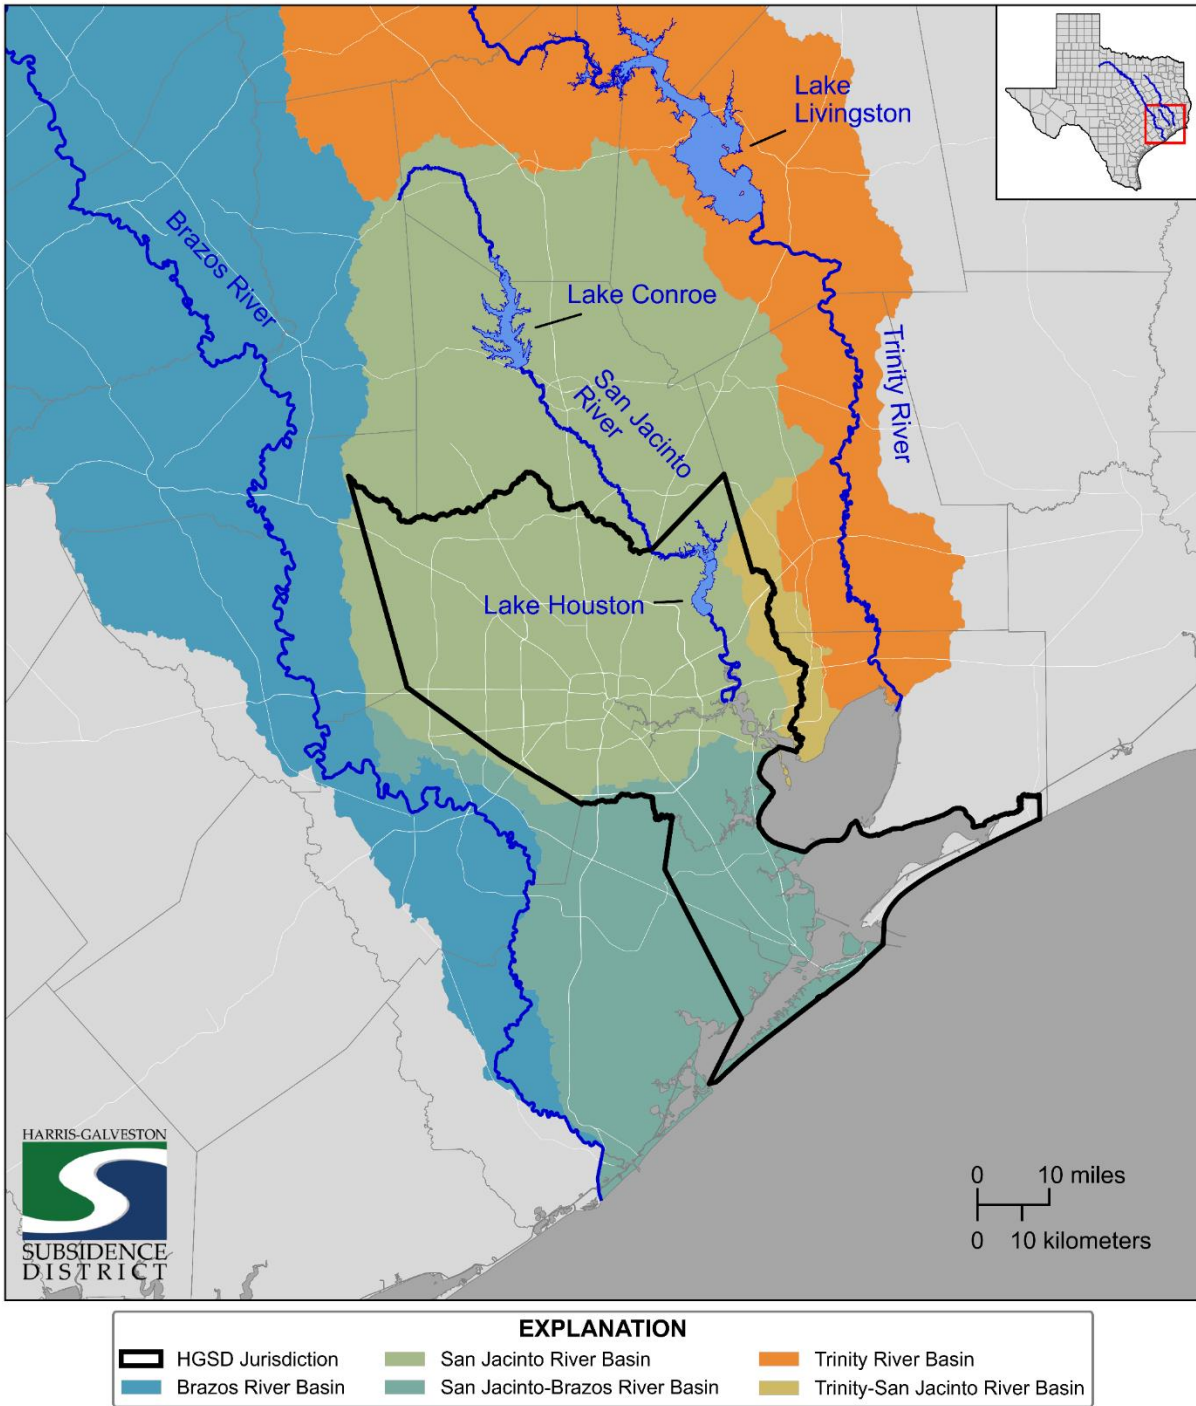 Lake
Livingston
Brazos River
Lake Conroe
San Jacinto
River
Trinity River
Lake Houston
HARRIS-GALVESTON
SUBSIDENCE
DISTRICT
0 10 miles
0 10 kilometers
EXPLANATION
HGSD Jurisdiction
San Jacinto River Basin
Trinity River Basin
Brazos River Basin
San Jacinto-Brazos River Basin
Trinity-San Jacinto River Basin